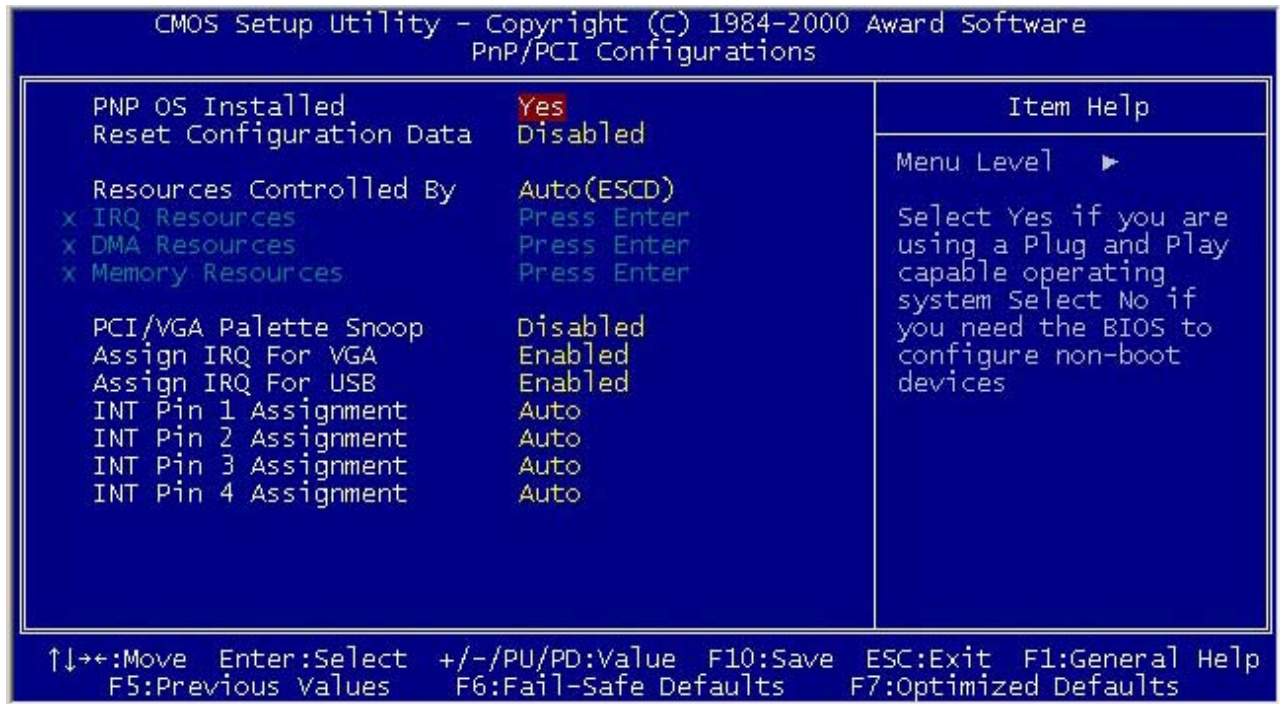 CMOS Setup Utility – Copyright (C) 1984–2000 Award Software
PnP/PCI Configurations
PNP OS Installed Yes
Reset Configuration Data Disabled
Resources Controlled By Auto(ESCD)
x IRQ Resources Press Enter
x DMA Resources Press Enter
x Memory Resources Press Enter
PCI/VGA Palette Snoop Disabled
Assign IRQ For VGA Enabled
Assign IRQ For USB Enabled
INT Pin 1 Assignment Auto
INT Pin 2 Assignment Auto
INT Pin 3 Assignment Auto
INT Pin 4 Assignment Auto
Item Help
Menu Level ►
Select Yes if you are
using a Plug and Play
capable operating
system Select No if
you need the BIOS to
configure non-boot
devices
↑↓→←:Move Enter:Select +/-/PU/PD:Value F10:Save ESC:Exit F1:General Help
F5:Previous Values F6:Fail-Safe Defaults F7:Optimized Defaults